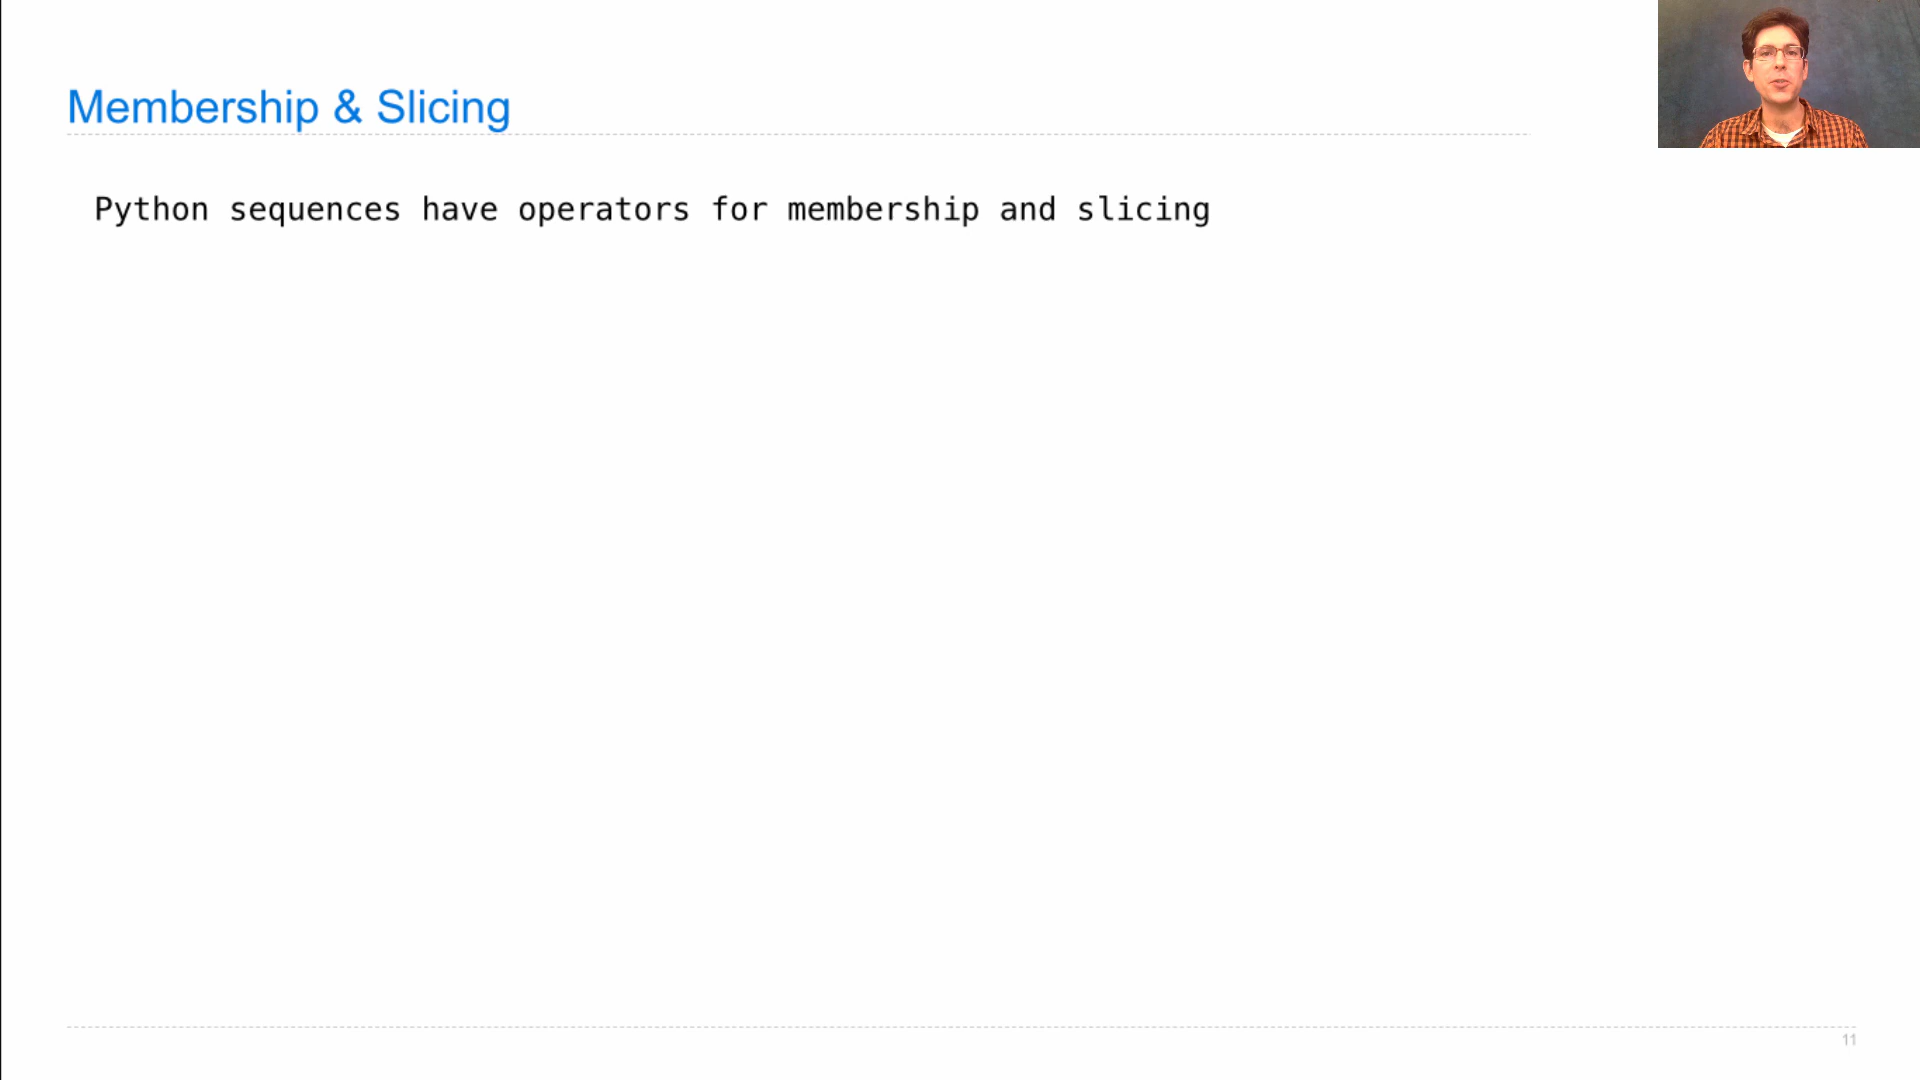 Membership & Slicing
Python sequences have operators for membership and slicing
11